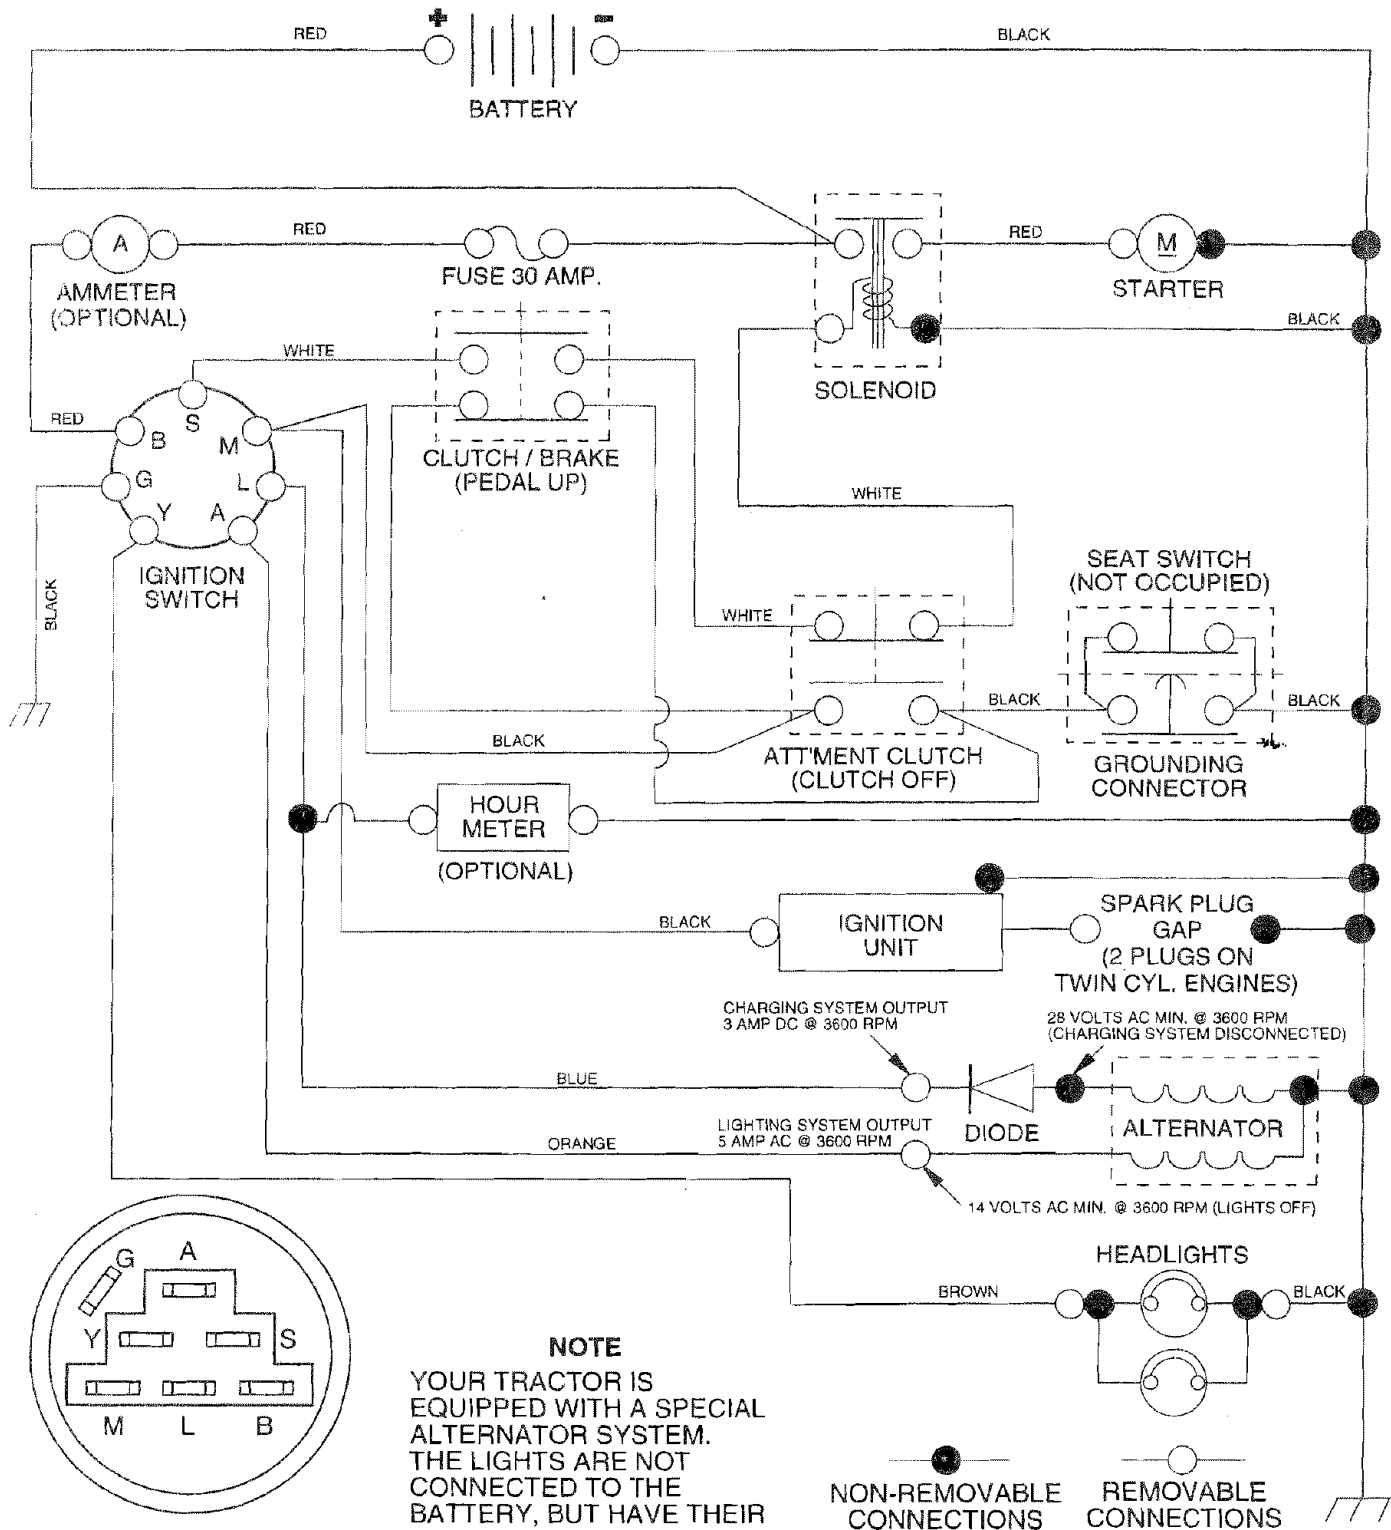 +
-
RED
BLACK
BATTERY
A
RED
RED
M
AMMETER
(OPTIONAL)
FUSE 30 AMP.
STARTER
BLACK
WHITE
SOLENOID
S
RED
B
M
CLUTCH / BRAKE
(PEDAL UP)
G
L
Y
A
WHITE
IGNITION
SWITCH
BLACK
SEAT SWITCH
(NOT OCCUPIED)
WHITE
BLACK
BLACK
BLACK
ATT'MENT CLUTCH
(CLUTCH OFF)
GROUNDING
CONNECTOR
HOUR
METER
(OPTIONAL)
BLACK
IGNITION
UNIT
SPARK PLUG
GAP
(2 PLUGS ON
TWIN CYL. ENGINES)
CHARGING SYSTEM OUTPUT
3 AMP DC @ 3600 RPM
28 VOLTS AC MIN. @ 3600 RPM
(CHARGING SYSTEM DISCONNECTED)
BLUE
DIODE
ALTERNATOR
LIGHTING SYSTEM OUTPUT
5 AMP AC @ 3600 RPM
ORANGE
14 VOLTS AC MIN. @ 3600 RPM (LIGHTS OFF)
HEADLIGHTS
BROWN
BLACK
G
A
Y
S
M
L
B
NOTE
YOUR TRACTOR IS
EQUIPPED WITH A SPECIAL
ALTERNATOR SYSTEM.
THE LIGHTS ARE NOT
CONNECTED TO THE
BATTERY, BUT HAVE THEIR
NON-REMOVABLE
CONNECTIONS
REMOVABLE
CONNECTIONS